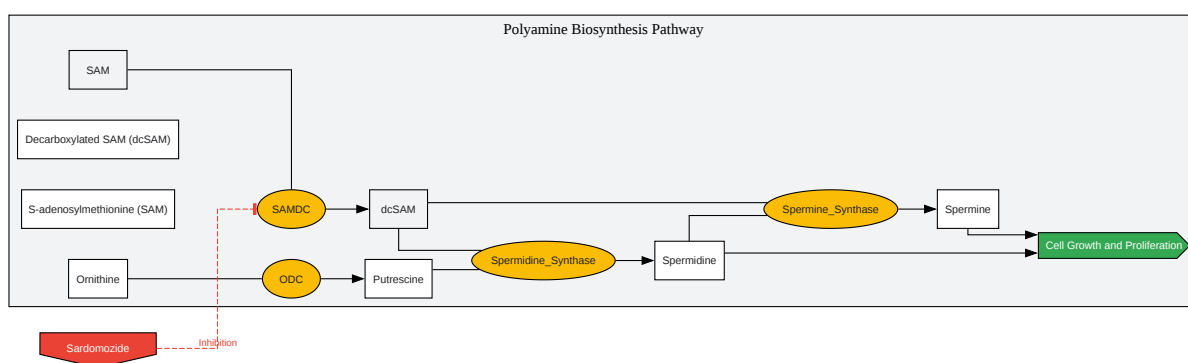 Polyamine Biosynthesis Pathway
SAM
Decarboxylated SAM (dcSAM)
S-adenosylmethionine (SAM)
SAMDC
dcSAM
Spermine_Synthase
Spermine
Cell Growth and Proliferation
Spermidine_Synthase
Spermidine
Ornithine
ODC
Putrescine
Sardomozide
Inhibition